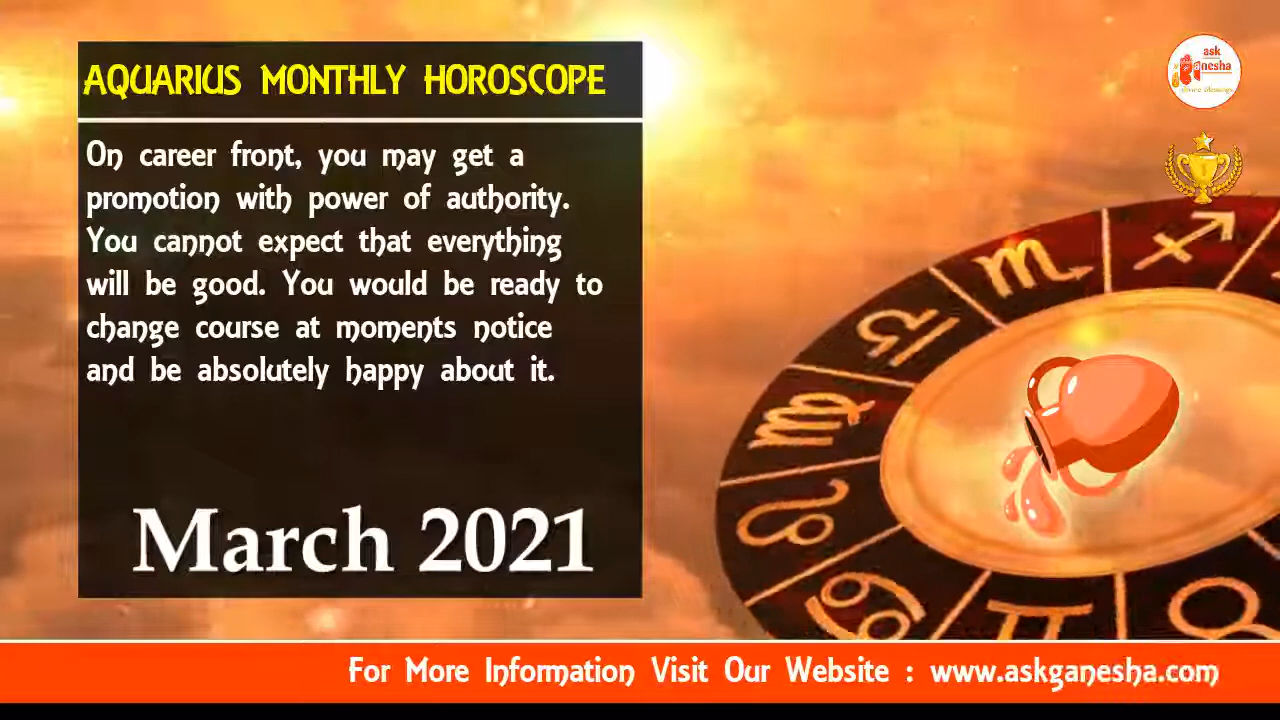 AQUARIUS MONTHLY HOROSCOPE
On career front, you may get a
promotion with power of authority.
You cannot expect that everything
will be good. You would be ready to
change course at moments notice
and be absolutely happy about it.
March 2021
ask
anesha
For More Information Visit Our Website : www.askganesha.com